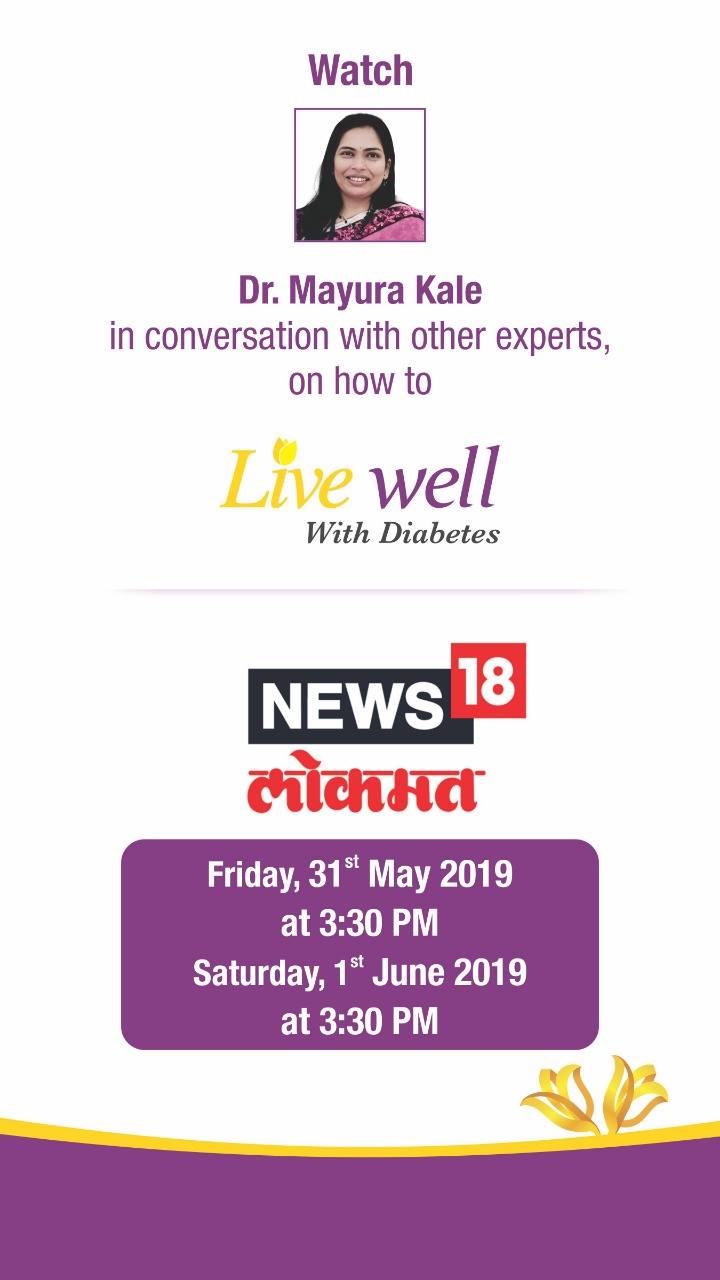 Watch
Dr. Mayura Kale
in conversation with other experts,
on how to
Live well
With Diabetes
NEWS 18
लोकमत
Friday, 31st May 2019
at 3:30 PM
Saturday, 1st June 2019
at 3:30 PM